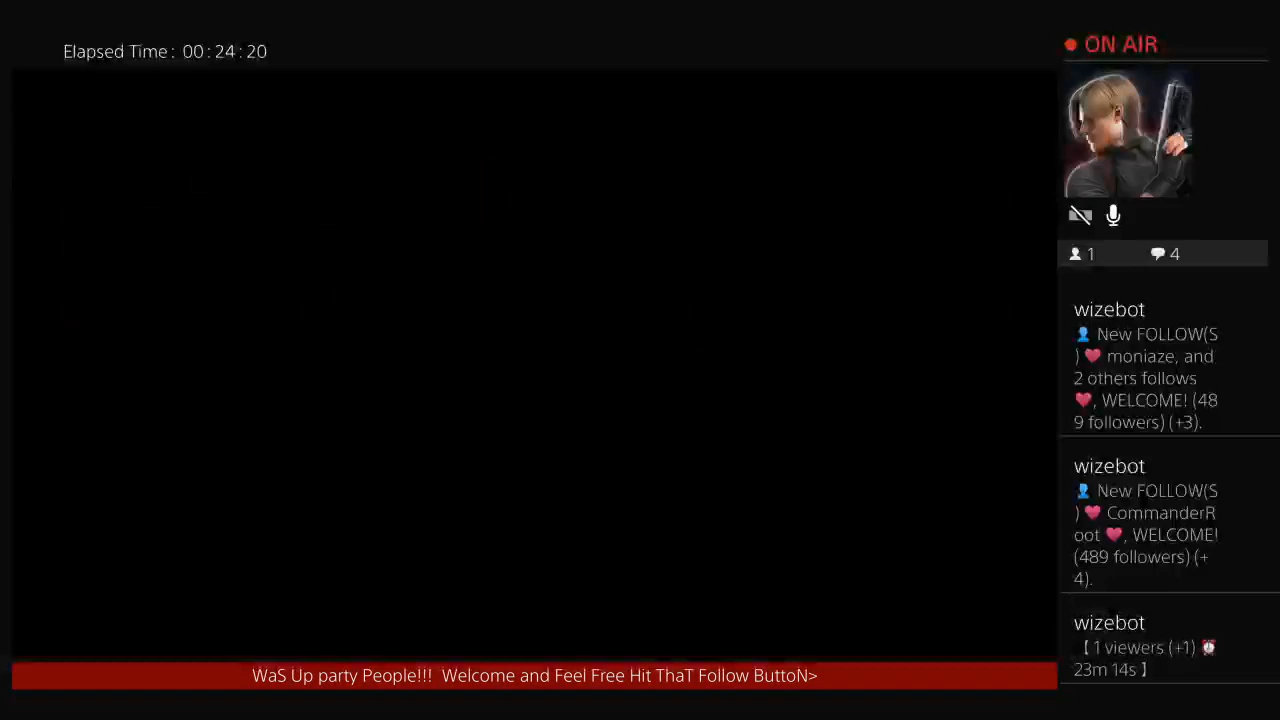 Elapsed Time: 00:24:20
ON AIR
1 4
wizebot
👤 New FOLLOW(S
) ❤ moniaze, and
2 others follows
❤, WELCOME! (48
9 followers) (+3).
wizebot
👤 New FOLLOW(S
) ❤ CommanderR
oot ❤, WELCOME!
(489 followers) (+
4).
wizebot
【 1 viewers (+1) ⏰
23m 14s 】
WaS Up party People!!! Welcome and Feel Free Hit ThaT Follow ButtoN>